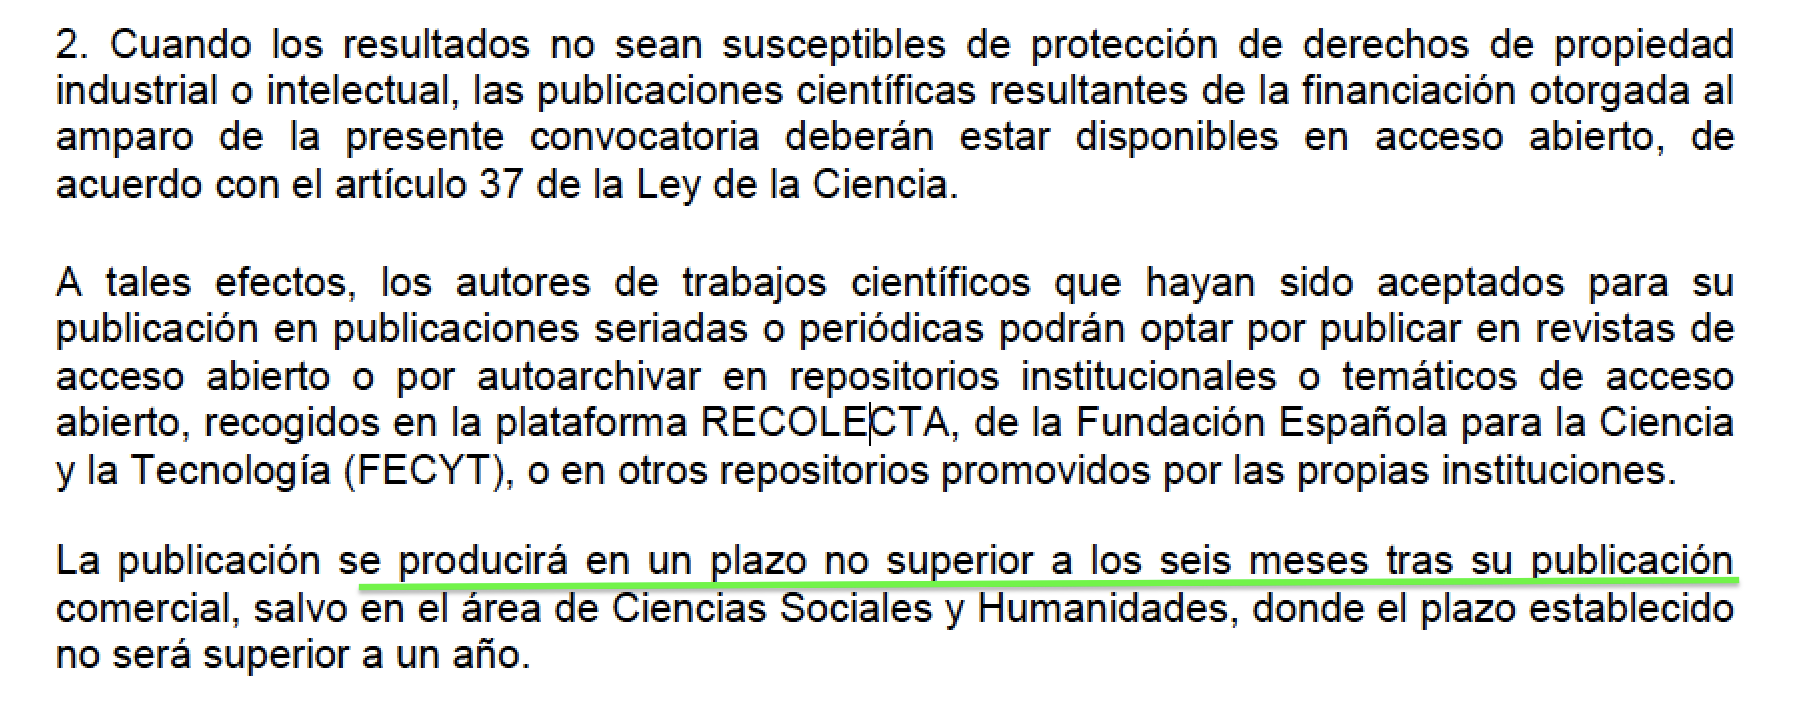 2. Cuando los resultados no sean susceptibles de protección de derechos de propiedad
industrial o intelectual, las publicaciones científicas resultantes de la financiación otorgada al
amparo de la presente convocatoria deberán estar disponibles en acceso abierto, de
acuerdo con el artículo 37 de la Ley de la Ciencia.
A tales efectos, los autores de trabajos científicos que hayan sido aceptados para su
publicación en publicaciones seriadas o periódicas podrán optar por publicar en revistas de
acceso abierto o por autoarchivar en repositorios institucionales o temáticos de acceso
abierto, recogidos en la plataforma RECOLECTA, de la Fundación Española para la Ciencia
y la Tecnología (FECYT), o en otros repositorios promovidos por las propias instituciones.
La publicación se producirá en un plazo no superior a los seis meses tras su publicación
comercial, salvo en el área de Ciencias Sociales y Humanidades, donde el plazo establecido
no será superior a un año.